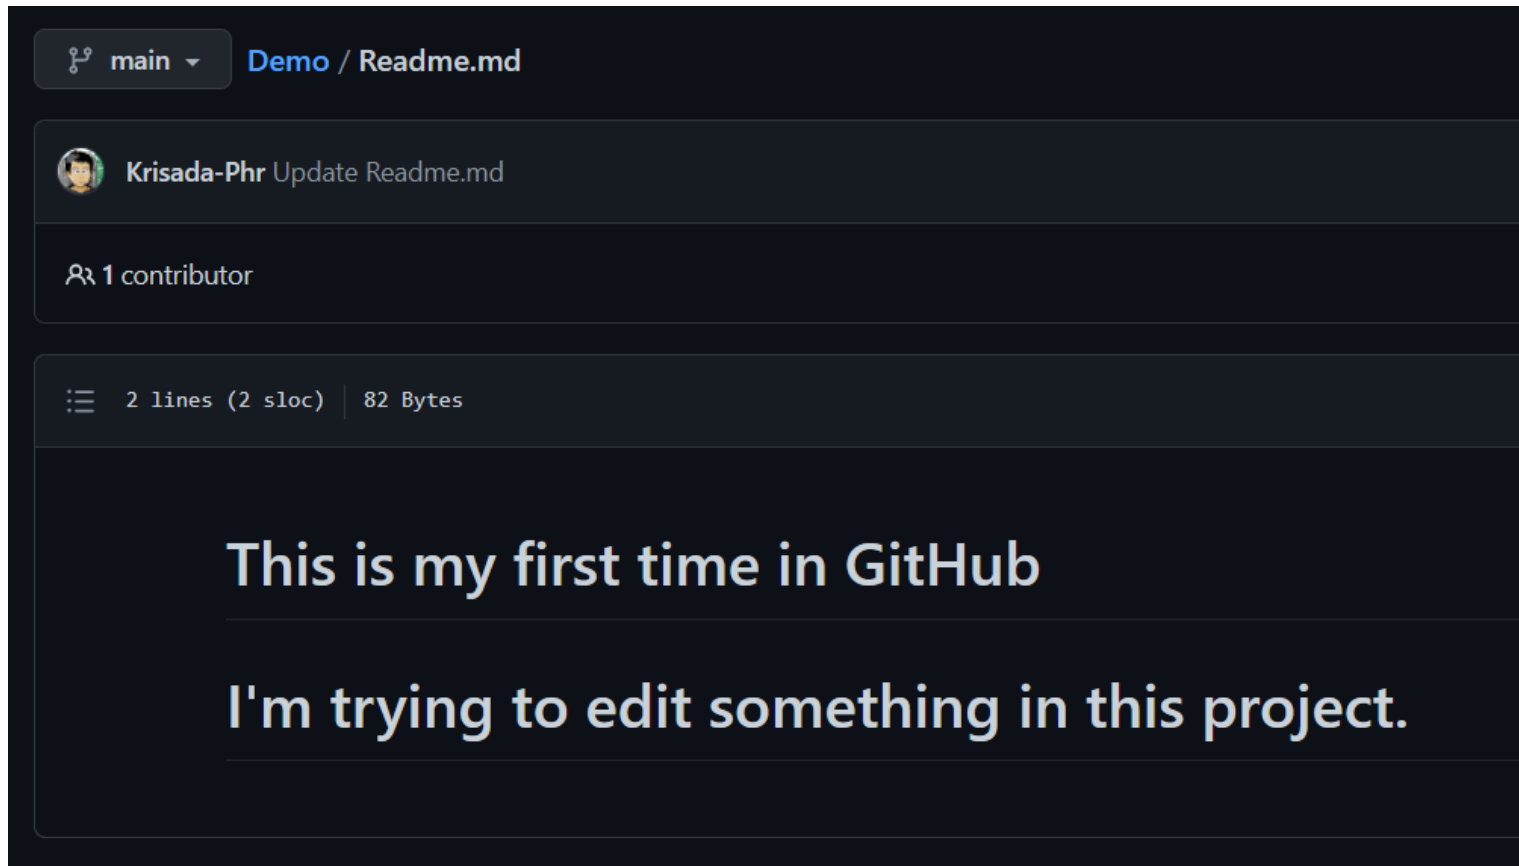 main Demo / Readme.md
Krisada-Phr Update Readme.md
1 contributor
2 lines (2 sloc) 82 Bytes
This is my first time in GitHub
I'm trying to edit something in this project.